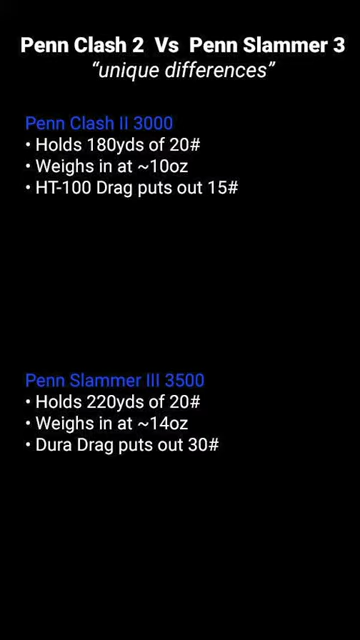 Penn Clash 2 Vs Penn Slammer 3
“unique differences”
Penn Clash II 3000
• Holds 180yds of 20#
• Weighs in at ~10oz
• HT-100 Drag puts out 15#
Penn Slammer III 3500
• Holds 220yds of 20#
• Weighs in at ~14oz
• Dura Drag puts out 30#